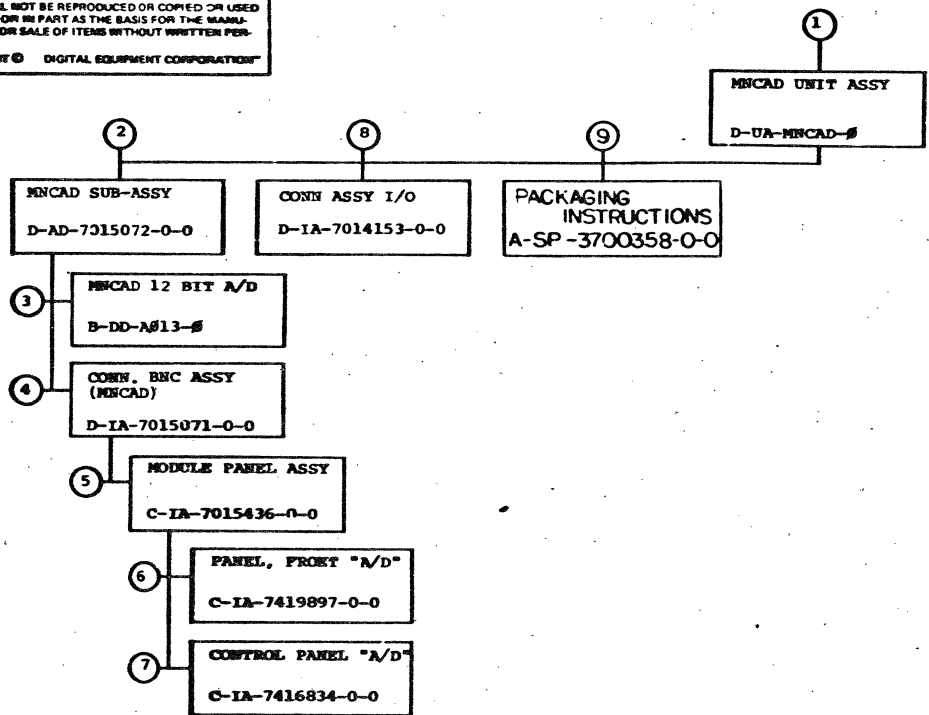 L NOT BE REPRODUCED OR COPIED OR USED
OR IN PART AS THE BASIS FOR THE MANU-
OR SALE OF ITEMS WITHOUT WRITTEN PER-
T © DIGITAL EQUIPMENT CORPORATION
1
MNCAD UNIT ASSY
D-UA-MNCAD-Ø
2
8
9
MNCAD SUB-ASSY
D-AD-7015072-0-0
CONN ASSY I/O
D-IA-7014153-0-0
PACKAGING
INSTRUCTIONS
A-SP-3700358-0-0
3
MNCAD 12 BIT A/D
B-DD-AØ13-Ø
4
CONN. BNC ASSY
(MNCAD)
D-IA-7015071-0-0
5
MODULE PANEL ASSY
C-IA-7015436-0-0
6
PANEL, FRONT "A/D"
C-IA-7419897-0-0
7
CONTROL PANEL "A/D"
C-IA-7416834-0-0